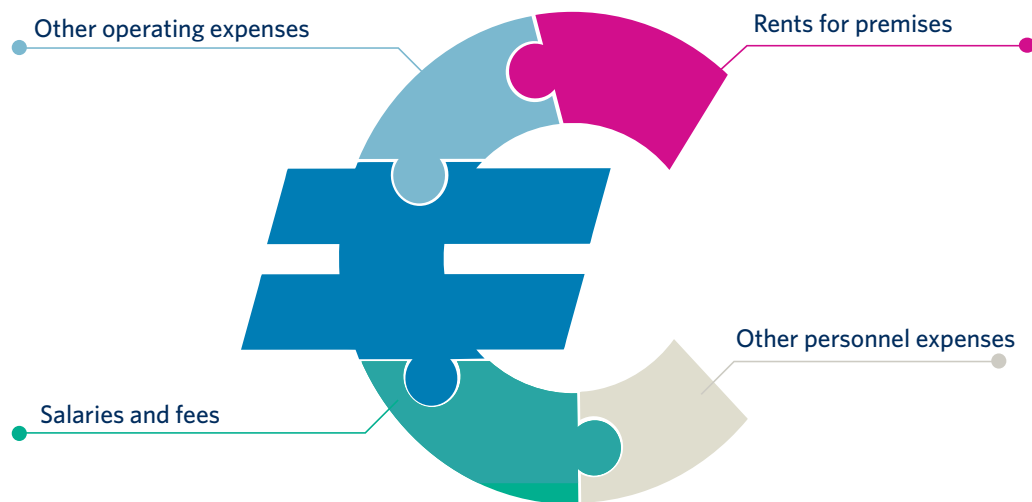 Other operating expenses
Rents for premises
Other personnel expenses
Salaries and fees